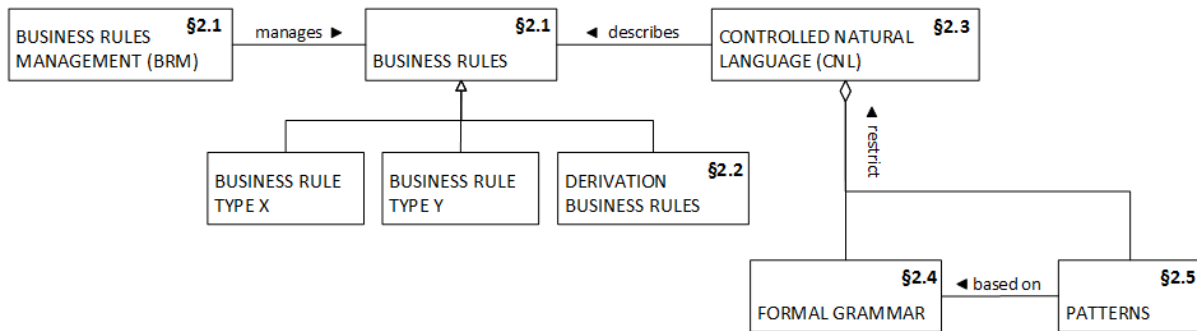 §2.1
BUSINESS RULES
MANAGEMENT (BRM)
manages ►
§2.1
BUSINESS RULES
◄ describes
§2.3
CONTROLLED NATURAL
LANGUAGE (CNL)
◄ restrict
BUSINESS RULE
TYPE X
BUSINESS RULE
TYPE Y
§2.2
DERIVATION
BUSINESS RULES
§2.4
FORMAL GRAMMAR
◄ based on
§2.5
PATTERNS